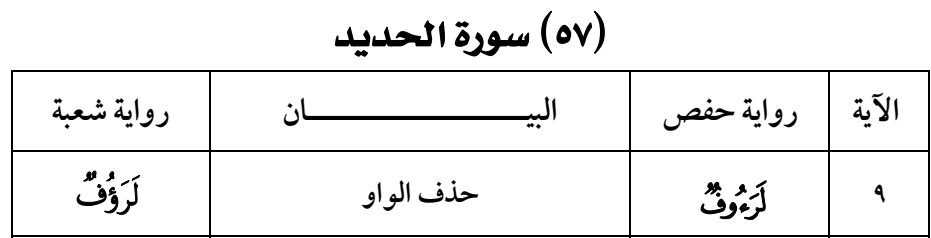 (٥٧) سورة الحديد
الآية رواية حفص البيـــــــــــــان رواية شعبة
٩ لَرَءُوفٌ حذف الواو لَرَؤُفٌ